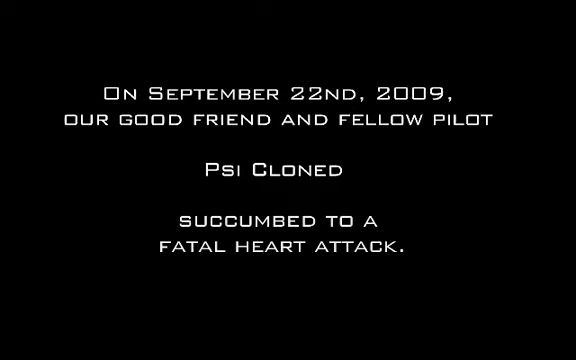 On September 22nd, 2009,
our good friend and fellow pilot
Psi Cloned
succumbed to a
fatal heart attack.